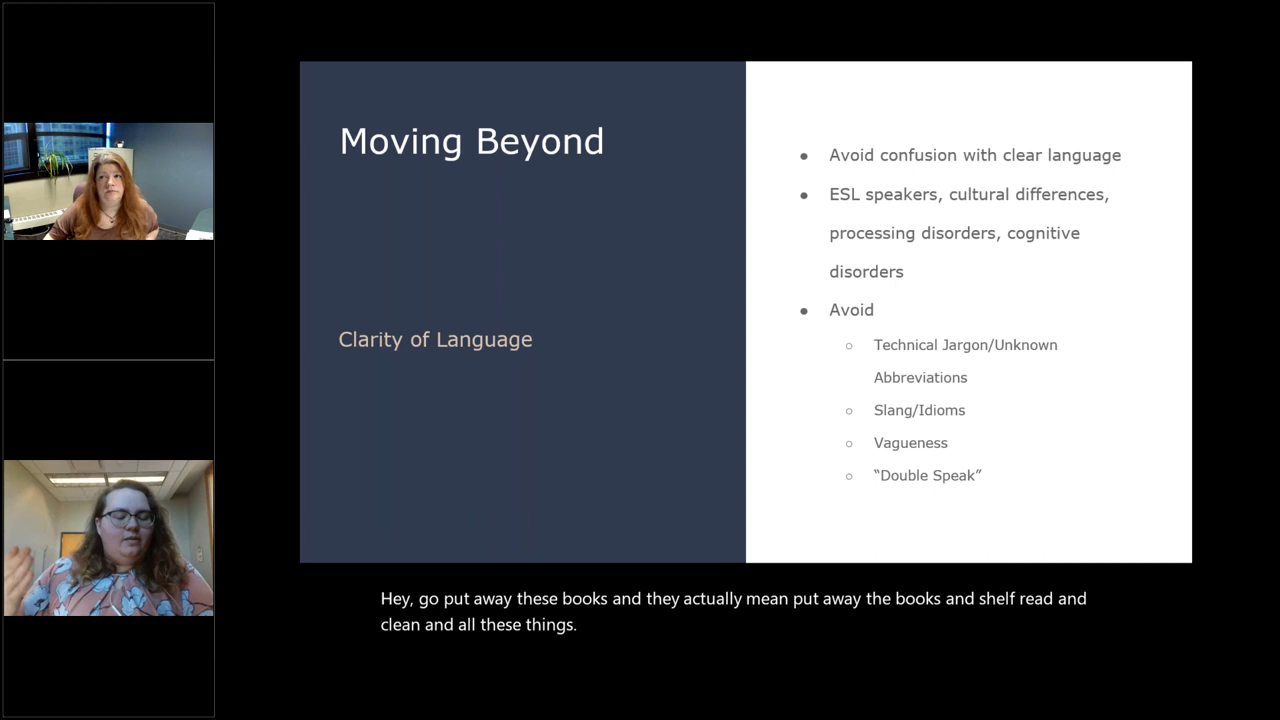 Moving Beyond
Clarity of Language
● Avoid confusion with clear language
● ESL speakers, cultural differences,
processing disorders, cognitive
disorders
● Avoid
○ Technical Jargon/Unknown
Abbreviations
○ Slang/Idioms
○ Vagueness
○ “Double Speak”
Hey, go put away these books and they actually mean put away the books and shelf read and
clean and all these things.